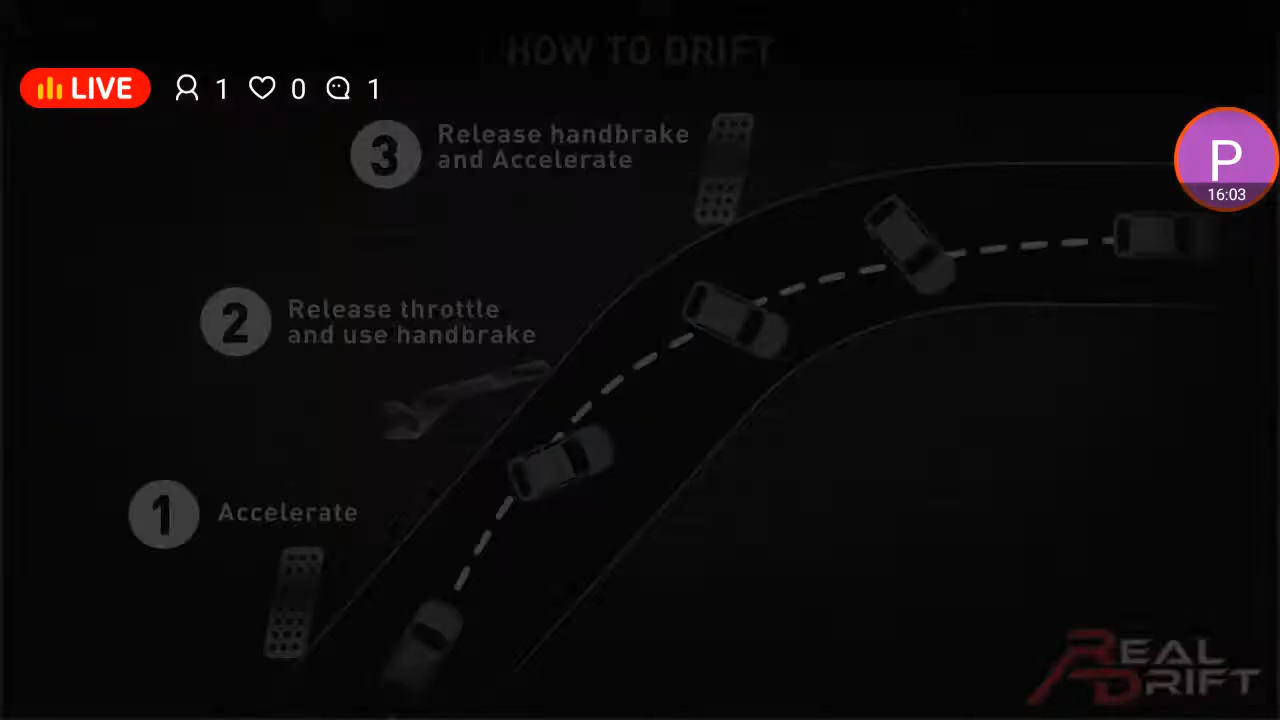 HOW TO DRIFT
LIVE 1 0 1
P
16:03
3 Release handbrake
and Accelerate
2 Release throttle
and use handbrake
1 Accelerate
REAL
DRIFT